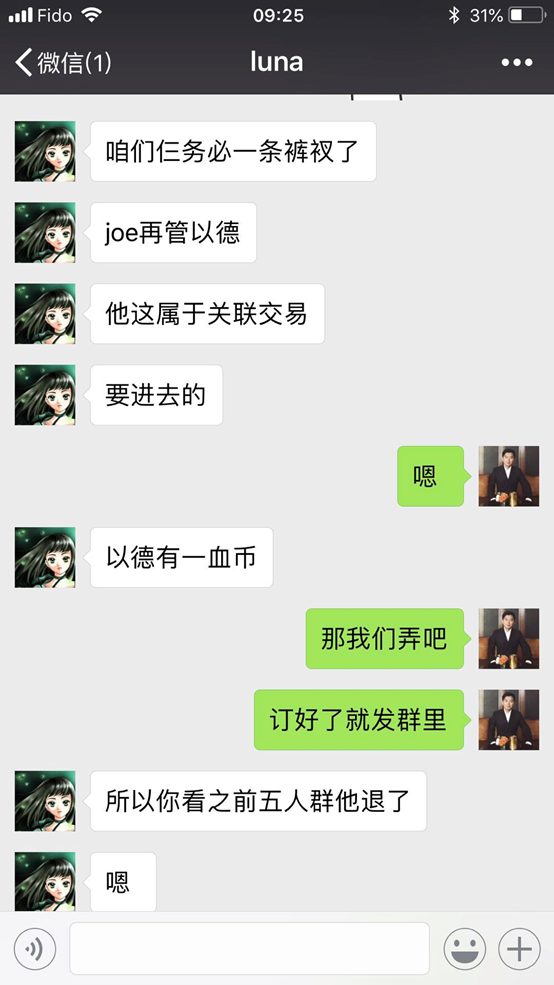 Fido 09:25 31%
微信(1) luna
咱们仨务必一条裤衩了
joe再管以德
他这属于关联交易
要进去的
嗯
以德有一血币
那我们弄吧
订好了就发群里
所以你看之前五人群他退了
嗯